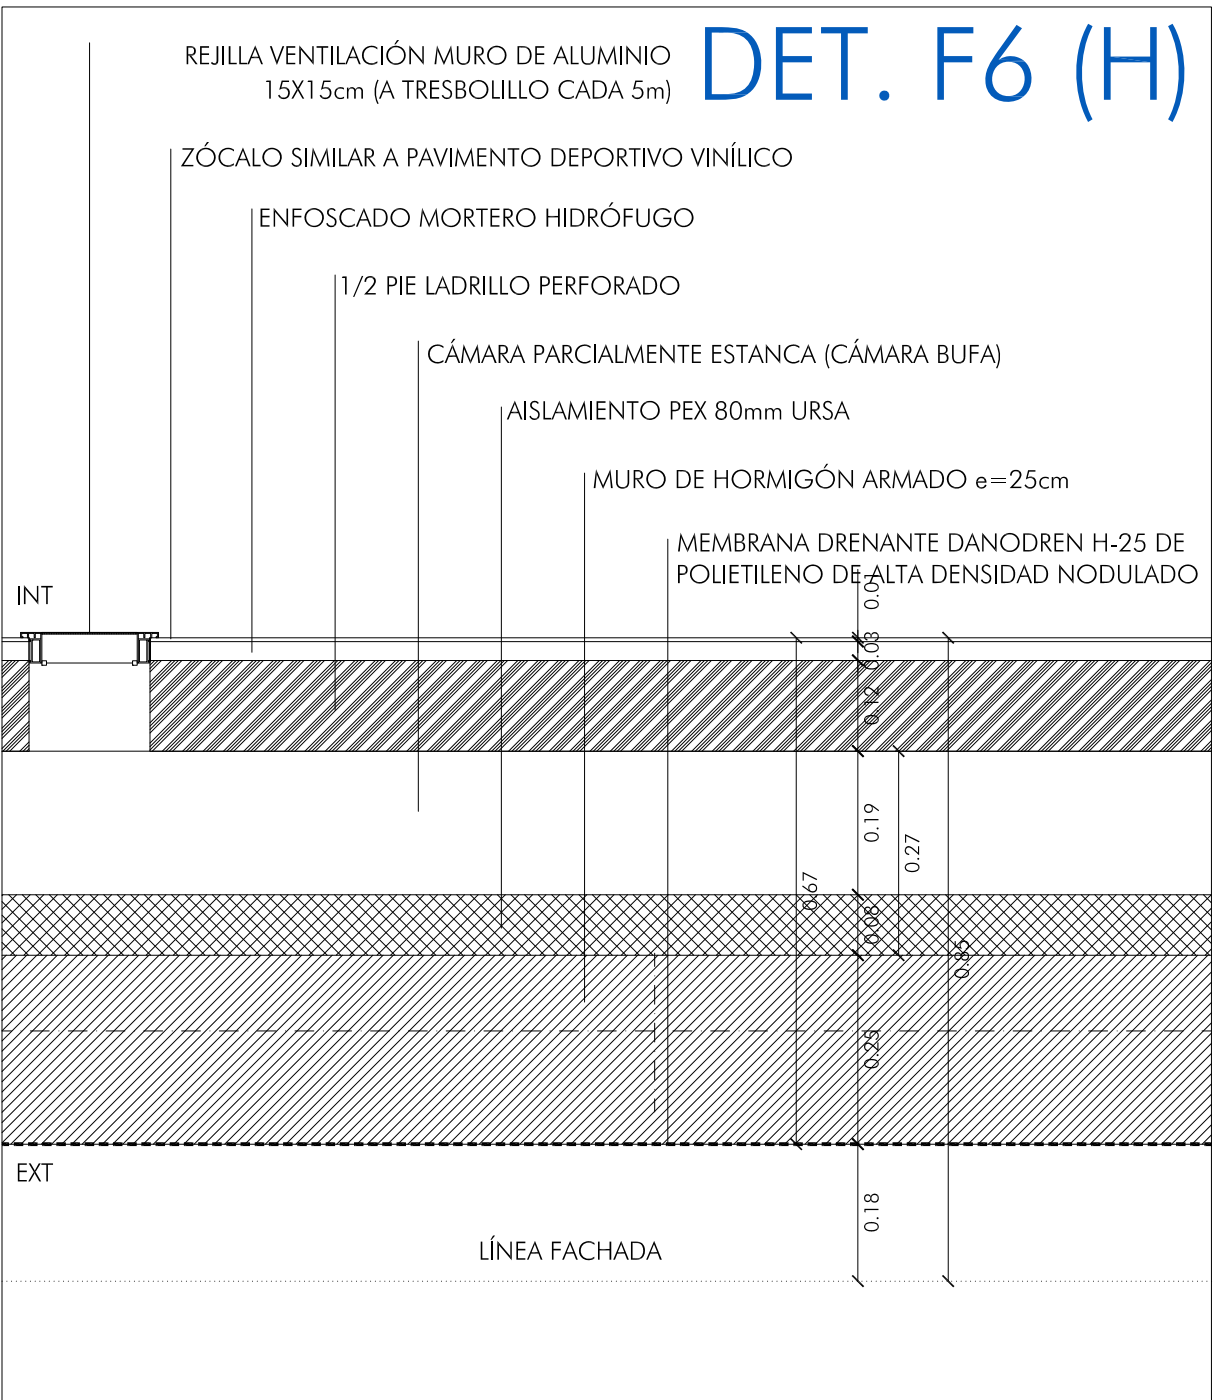 DET. F6 (H)
REJILLA VENTILACIÓN MURO DE ALUMINIO
15X15cm (A TRESBOLILLO CADA 5m)
ZÓCALO SIMILAR A PAVIMENTO DEPORTIVO VINÍLICO
ENFOSCADO MORTERO HIDRÓFUGO
1/2 PIE LADRILLO PERFORADO
CÁMARA PARCIALMENTE ESTANCA (CÁMARA BUFA)
AISLAMIENTO PEX 80mm URSA
MURO DE HORMIGÓN ARMADO e=25cm
MEMBRANA DRENANTE DANODREN H-25 DE
POLIETILENO DE ALTA DENSIDAD NODULADO
INT
0.01
0.03
0.12
0.19
0.27
0.67
0.08
0.85
0.25
EXT
0.18
LÍNEA FACHADA